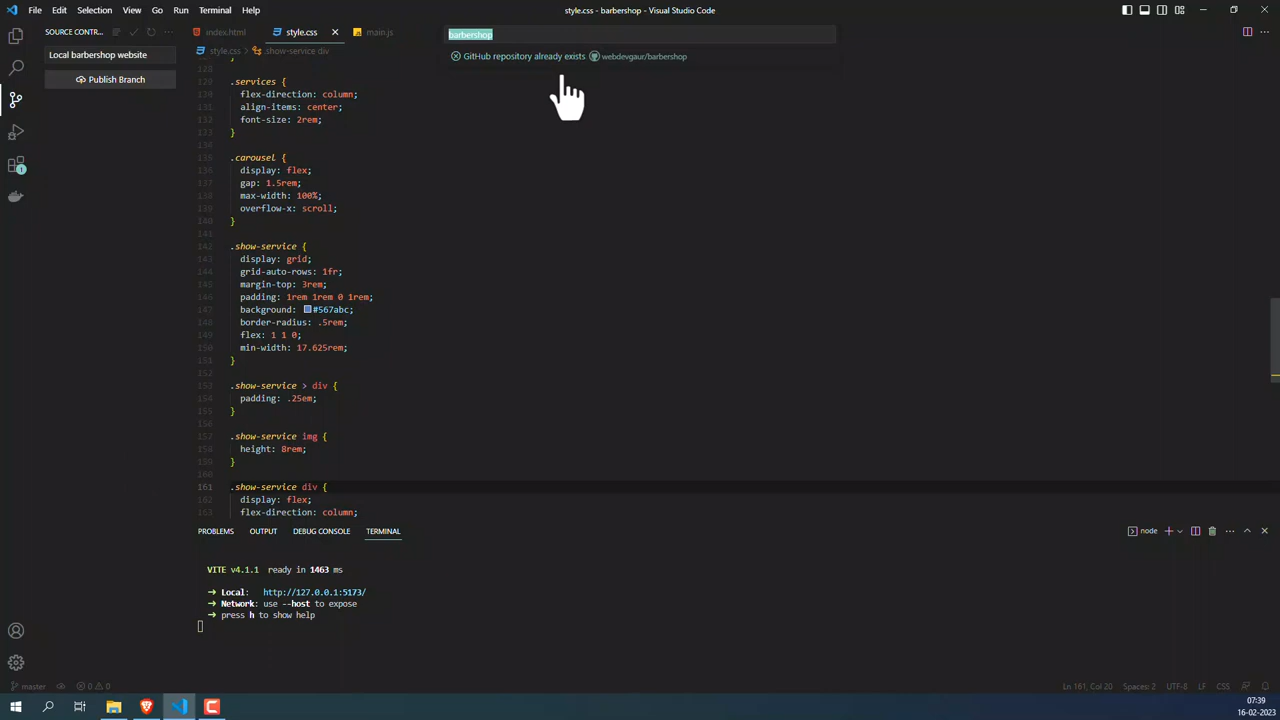 File Edit Selection View Go Run Terminal Help
style.css - barbershop - Visual Studio Code
SOURCE CONTR...
Local barbershop website
Publish Branch
index.html
style.css
main.js
style.css > .show-service div
barbershop
GitHub repository already exists webdevgaur/barbershop
128
129 .services {
130 flex-direction: column;
131 align-items: center;
132 font-size: 2rem;
133 }
134
135 .carousel {
136 display: flex;
137 gap: 1.5rem;
138 max-width: 100%;
139 overflow-x: scroll;
140 }
141
142 .show-service {
143 display: grid;
144 grid-auto-rows: 1fr;
145 margin-top: 3rem;
146 padding: 1rem 1rem 0 1rem;
147 background: #567abc;
148 border-radius: .5rem;
149 flex: 1 1 0;
150 min-width: 17.625rem;
151 }
152
153 .show-service > div {
154 padding: .25em;
155 }
156
157 .show-service img {
158 height: 8rem;
159 }
160
161 .show-service div {
162 display: flex;
163 flex-direction: column;
PROBLEMS OUTPUT DEBUG CONSOLE TERMINAL
node
VITE v4.1.1 ready in 1463 ms
➜ Local: http://127.0.0.1:5173/
➜ Network: use --host to expose
➜ press h to show help
master
0 0
Ln 161, Col 20 Spaces: 2 UTF-8 LF CSS
07:39
16-02-2023